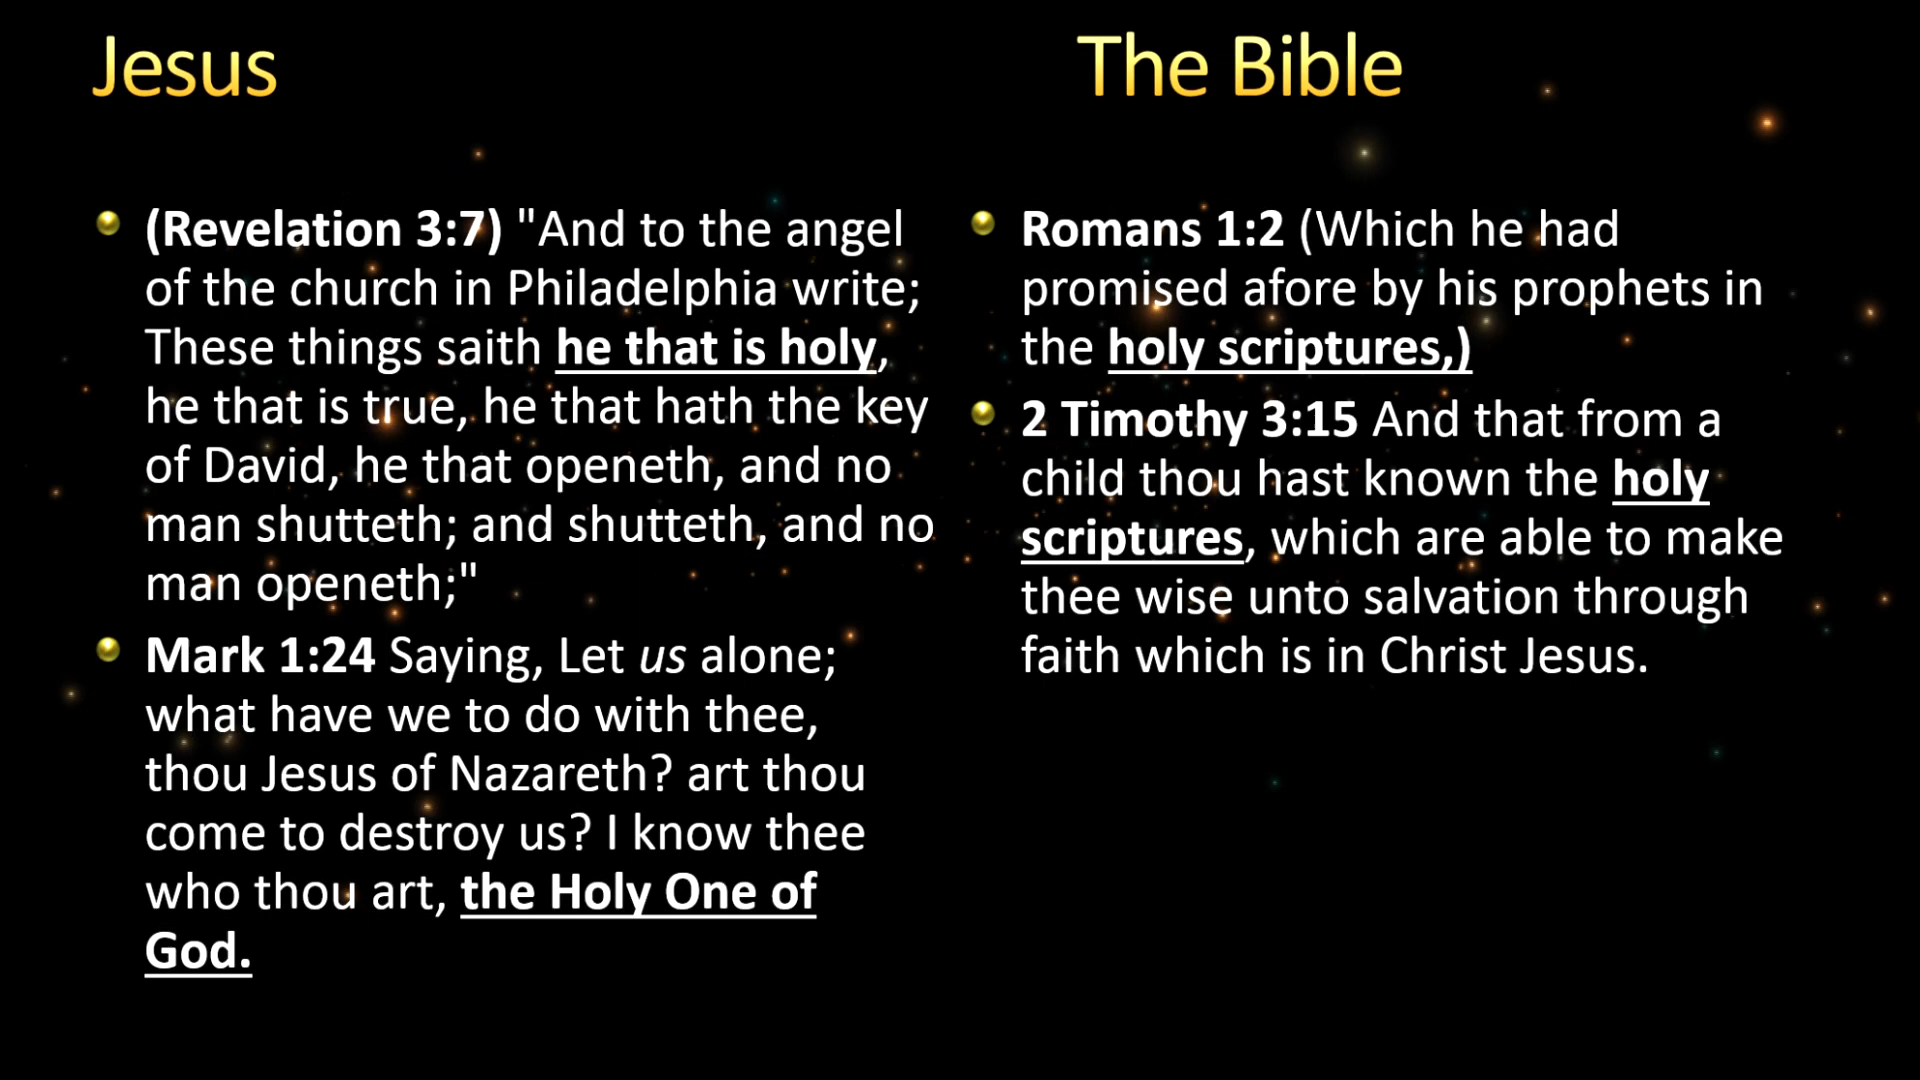 Jesus
(Revelation 3:7) "And to the angel
of the church in Philadelphia write;
These things saith he that is holy,
he that is true, he that hath the key
of David, he that openeth, and no
man shutteth; and shutteth, and no
man openeth;"
Mark 1:24 Saying, Let us alone;
what have we to do with thee,
thou Jesus of Nazareth? art thou
come to destroy us? I know thee
who thou art, the Holy One of
God.
The Bible
Romans 1:2 (Which he had
promised afore by his prophets in
the holy scriptures,)
2 Timothy 3:15 And that from a
child thou hast known the holy
scriptures, which are able to make
thee wise unto salvation through
faith which is in Christ Jesus.